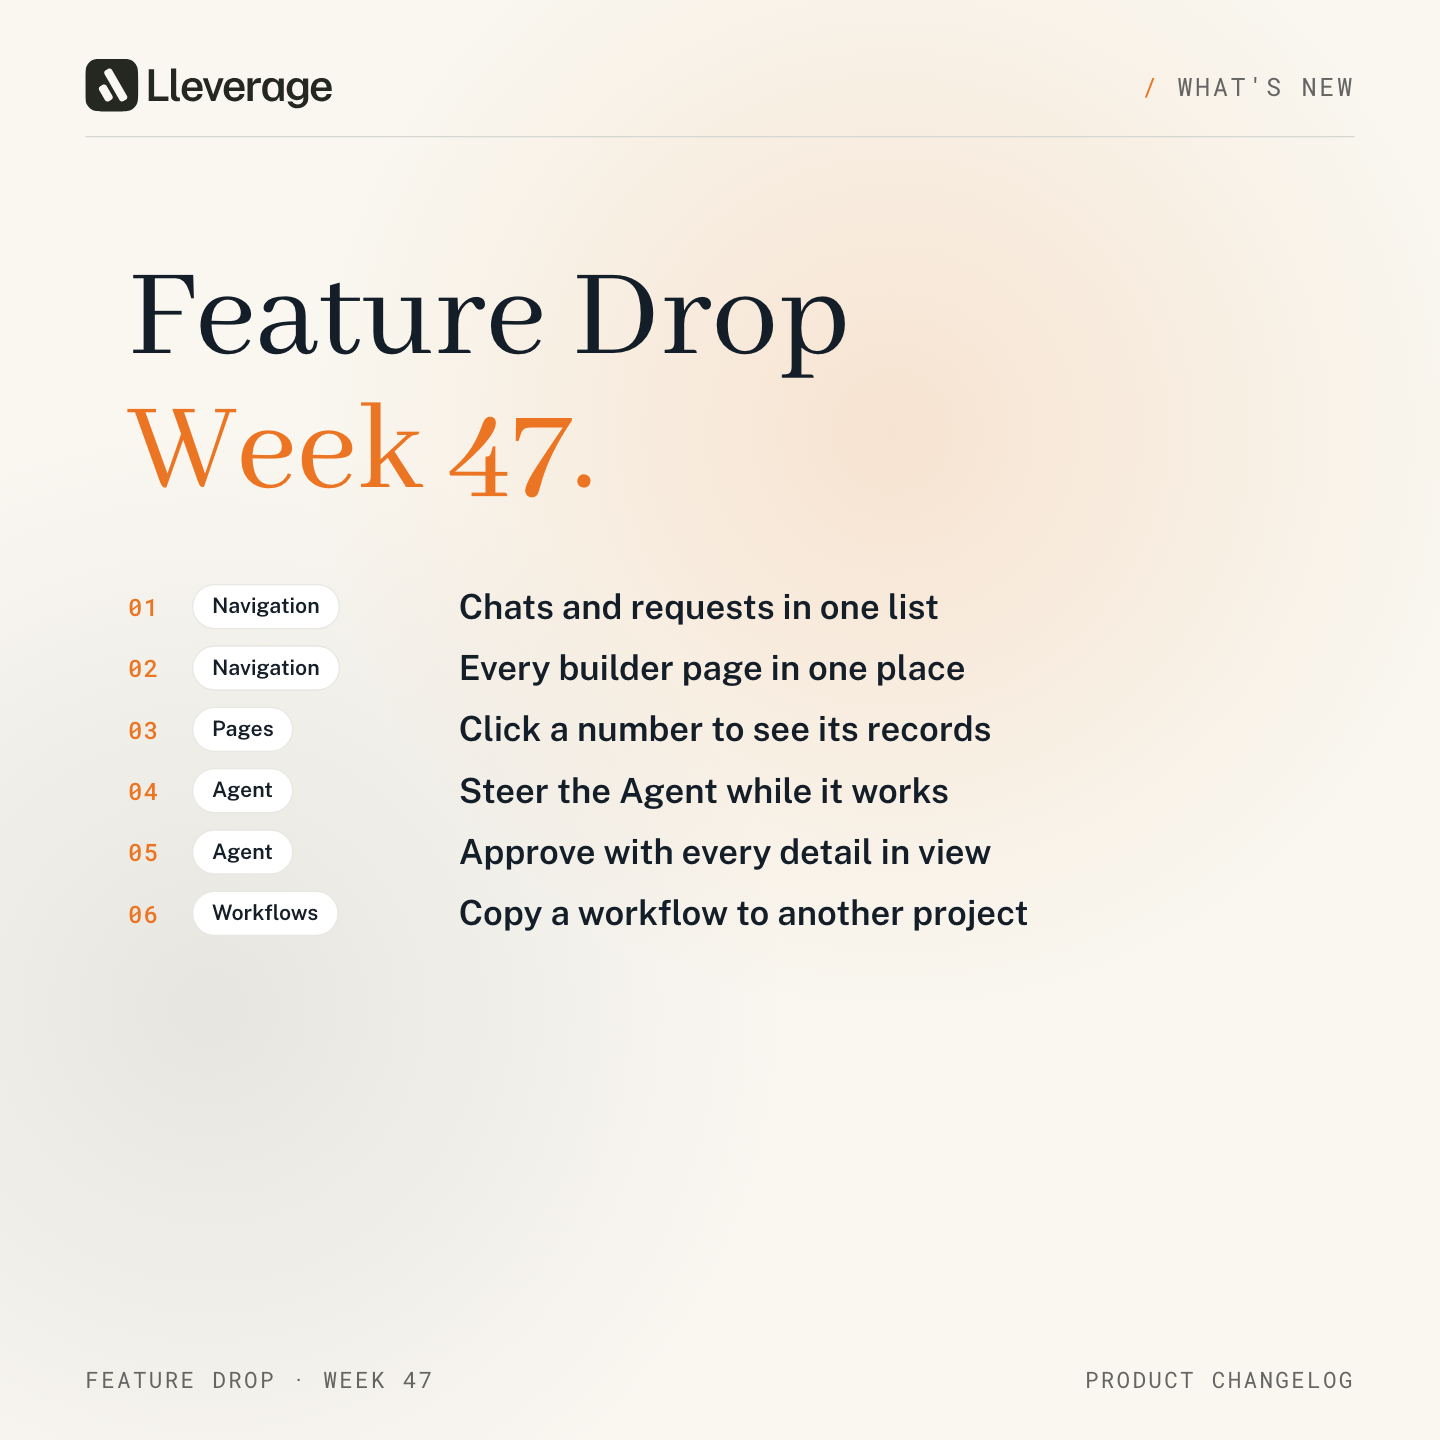 Lleverage
/ WHAT'S NEW
Feature Drop
Week 47.
01 Navigation Chats and requests in one list
02 Navigation Every builder page in one place
03 Pages Click a number to see its records
04 Agent Steer the Agent while it works
05 Agent Approve with every detail in view
06 Workflows Copy a workflow to another project
FEATURE DROP · WEEK 47
PRODUCT CHANGELOG